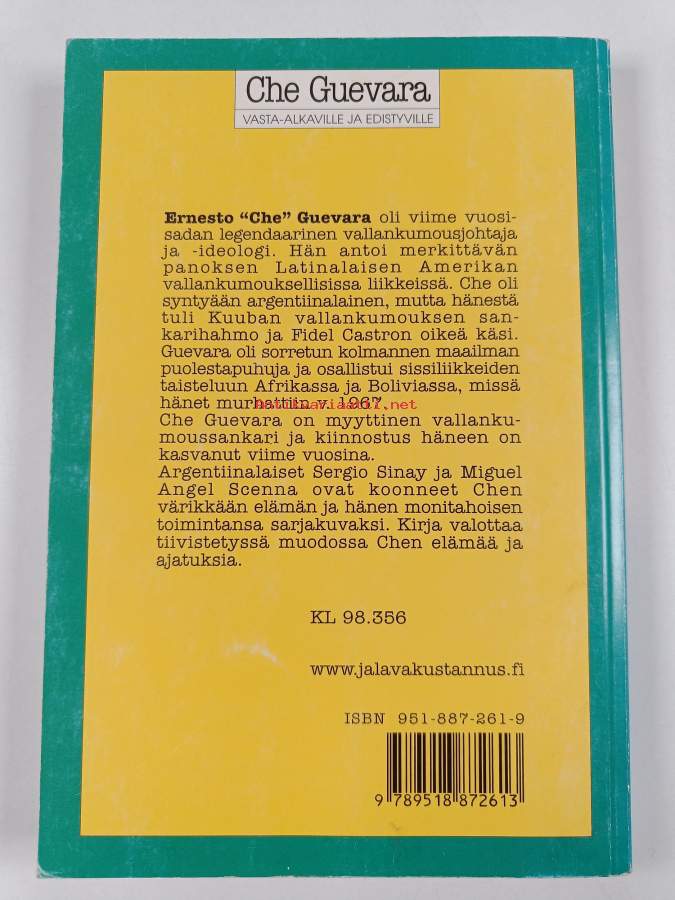 Che Guevara
VASTA-ALKAVILLE JA EDISTYVILLE
Ernesto “Che” Guevara oli viime vuosi-
sadan legendaarinen vallankumousjohtaja
ja -ideologi. Hän antoi merkittävän
panoksen Latinalaisen Amerikan
vallankumouksellisissa liikkeissä. Che oli
syntyään argentiinalainen, mutta hänestä
tuli Kuuban vallankumouksen san-
karihahmo ja Fidel Castron oikeä käsi.
Guevara oli sorretun kolmannen maailman
puolestapuhuja ja osallistui sissiliikkeiden
taisteluun Afrikassa ja Boliviassa, missä
hänet murhattiin v. 1967.
Antikvariaatit.net
Che Guevara on myyttinen vallanku-
moussankari ja kiinnostus häneen on
kasvanut viime vuosina.
Argentiinalaiset Sergio Sinay ja Miguel
Angel Scenna ovat koonneet Chen
värikkään elämän ja hänen monitahoisen
toimintansa sarjakuvaksi. Kirja valottaa
tiivistetyssä muodossa Chen elämää ja
ajatuksia.
KL 98.356
www.jalavakustannus.fi
ISBN 951-887-261-9
9 789518 872613